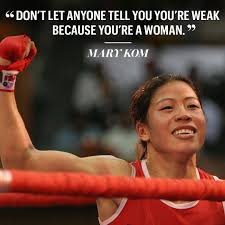 “DON'T LET ANYONE TELL YOU YOU'RE WEAK
BECAUSE YOU'RE A WOMAN.”
MARY KOM